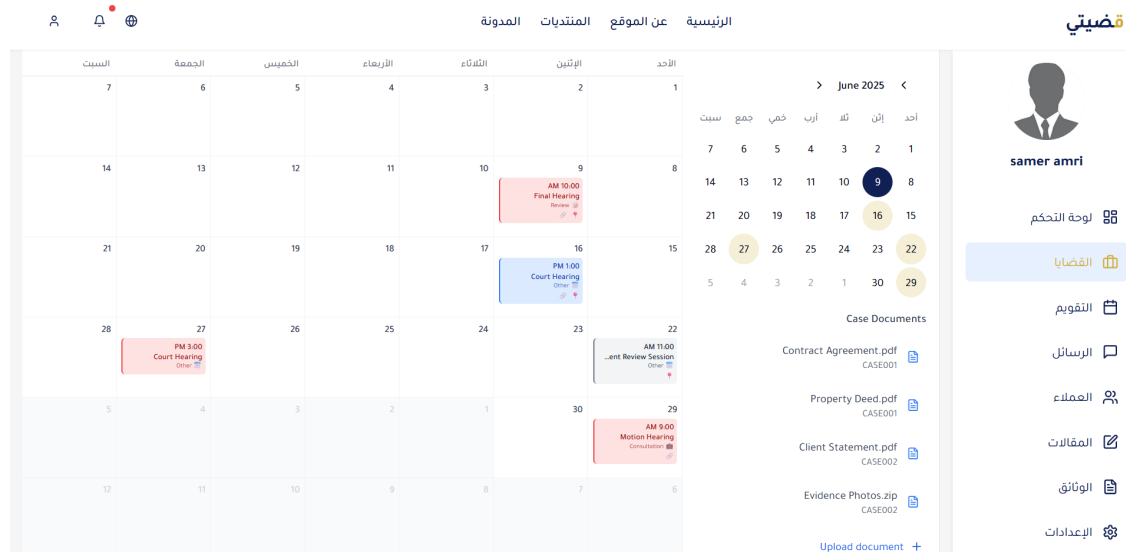 قضيتي
الرئيسية عن الموقع المنتديات المدونة
samer amri
لوحة التحكم
القضايا
التقويم
الرسائل
العملاء
المقالات
الوثائق
الإعدادات
June 2025
أحد إثن ثلا أرب خمي جمع سبت
1 2 3 4 5 6 7
8 9 10 11 12 13 14
15 16 17 18 19 20 21
22 23 24 25 26 27 28
29 30 1 2 3 4 5
Case Documents
Contract Agreement.pdf
CASE001
Property Deed.pdf
CASE001
Client Statement.pdf
CASE002
Evidence Photos.zip
CASE002
Upload document +
الأحد الإثنين الثلاثاء الأربعاء الخميس الجمعة السبت
1 2 3 4 5 6 7
8 9 10 11 12 13 14
AM 10:00
Final Hearing
Review
15 16 17 18 19 20 21
PM 1:00
Court Hearing
Other
22 23 24 25 26 27 28
AM 11:00
...ent Review Session
Other
PM 3:00
Court Hearing
Other
29 30 1 2 3 4 5
AM 9:00
Motion Hearing
Consultation
6 7 8 9 10 11 12